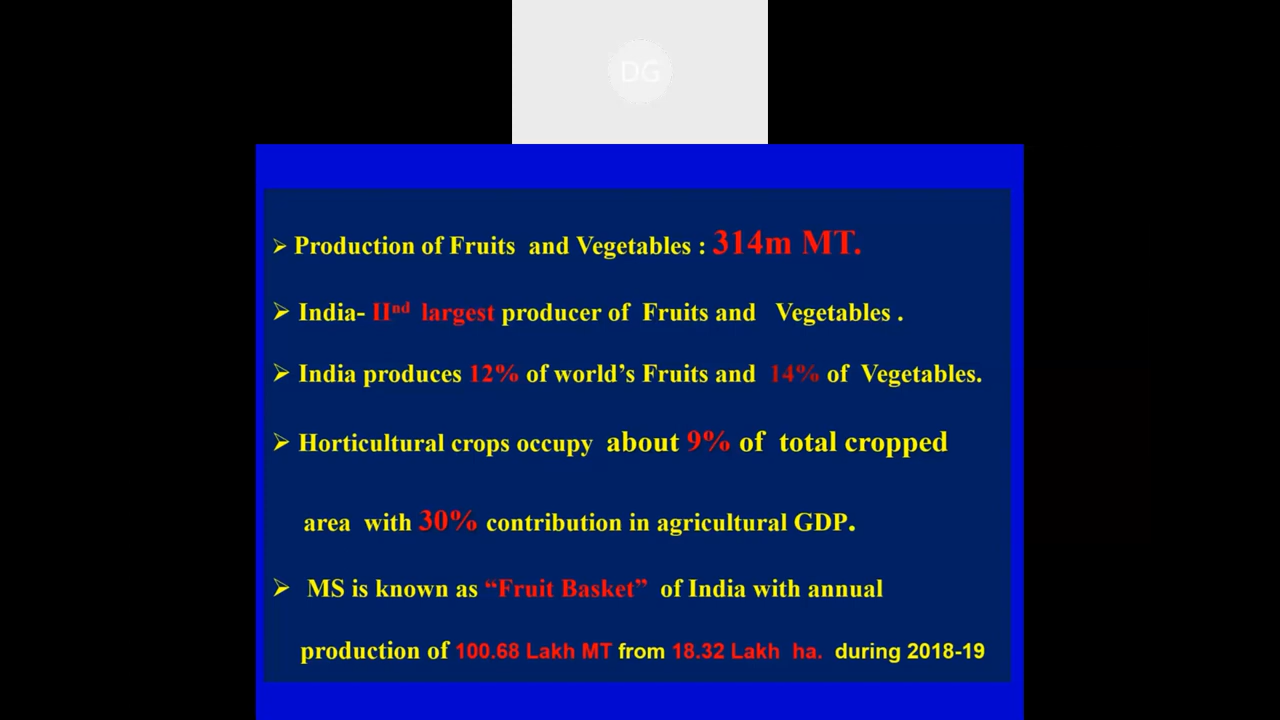 DG
➢ Production of Fruits and Vegetables : 314m MT.
➢ India- IInd largest producer of Fruits and Vegetables .
➢ India produces 12% of world’s Fruits and 14% of Vegetables.
➢ Horticultural crops occupy about 9% of total cropped
area with 30% contribution in agricultural GDP.
➢ MS is known as “Fruit Basket” of India with annual
production of 100.68 Lakh MT from 18.32 Lakh ha. during 2018-19